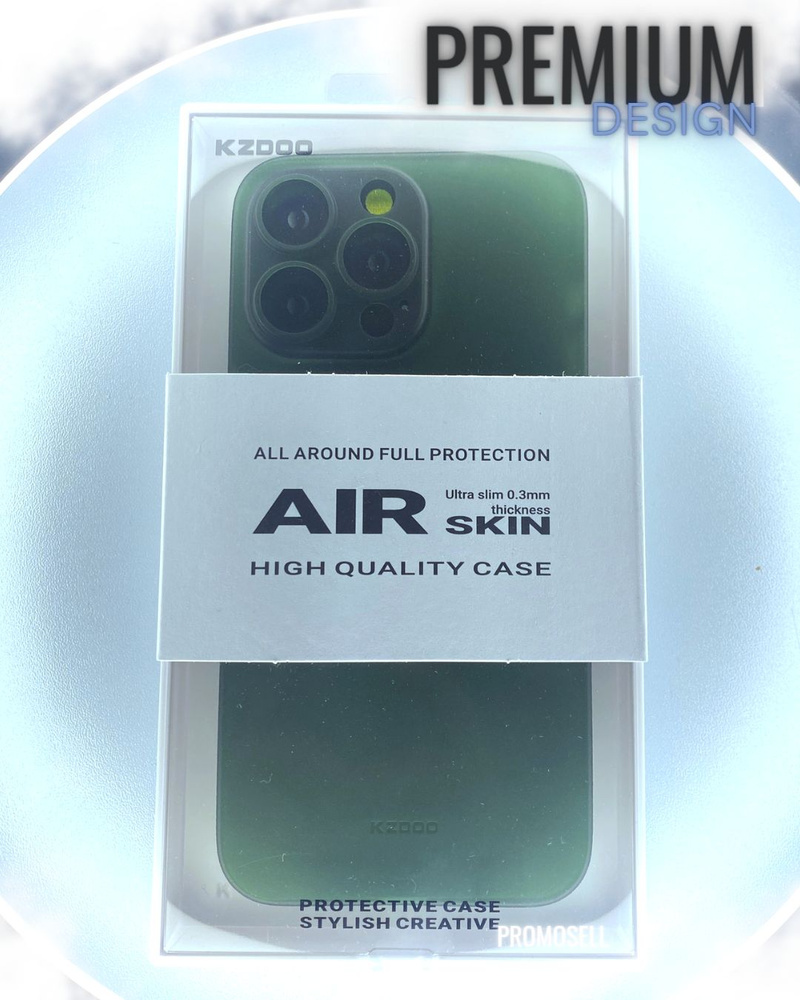 PREMIUM
DESIGN
KZDOO
ALL AROUND FULL PROTECTION
AIR
Ultra slim 0.3mm
thickness
SKIN
HIGH QUALITY CASE
KZDOO
K
PROTECTIVE CASE
STYLISH CREATIVE
PROMOSELL